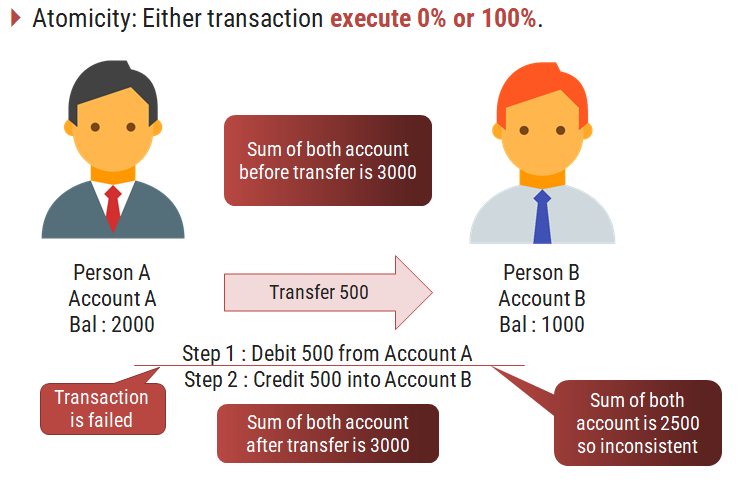 Atomicity: Either transaction execute 0% or 100%.
Sum of both account
before transfer is 3000
Person A
Account A
Bal : 2000
Transfer 500
Person B
Account B
Bal : 1000
Step 1 : Debit 500 from Account A
Step 2 : Credit 500 into Account B
Transaction
is failed
Sum of both account
after transfer is 3000
Sum of both
account is 2500
so inconsistent